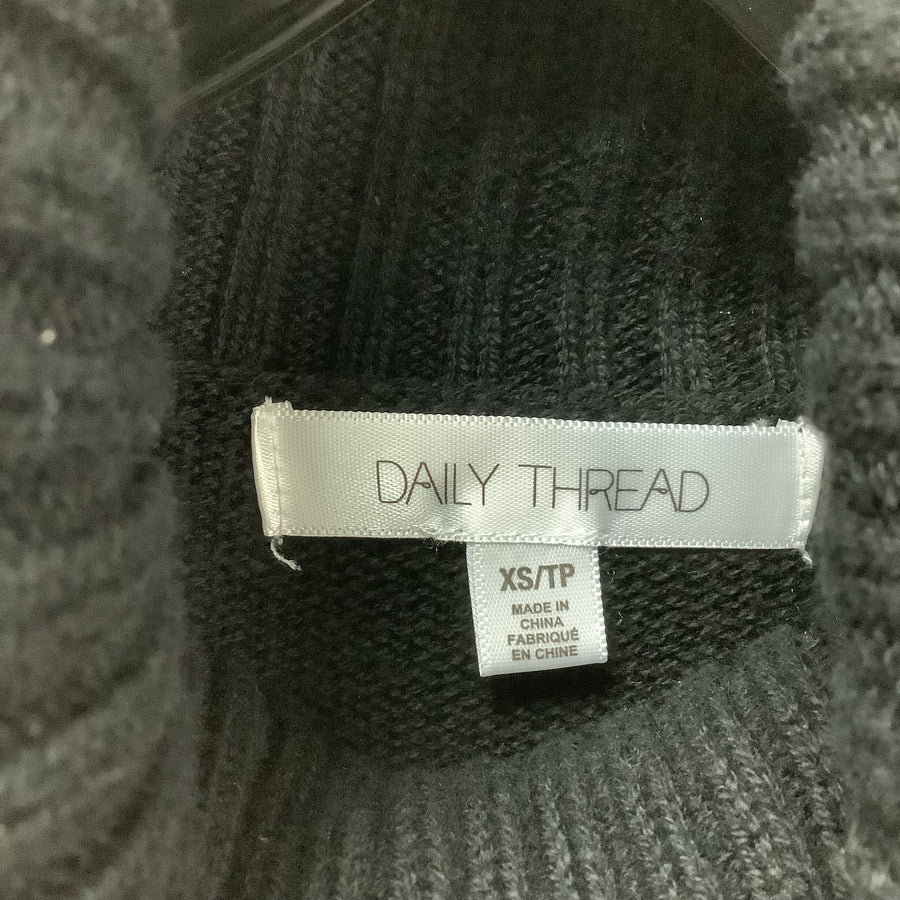 DAILY THREAD
XS/TP
MADE IN
CHINA
FABRIQUÉ
EN CHINE